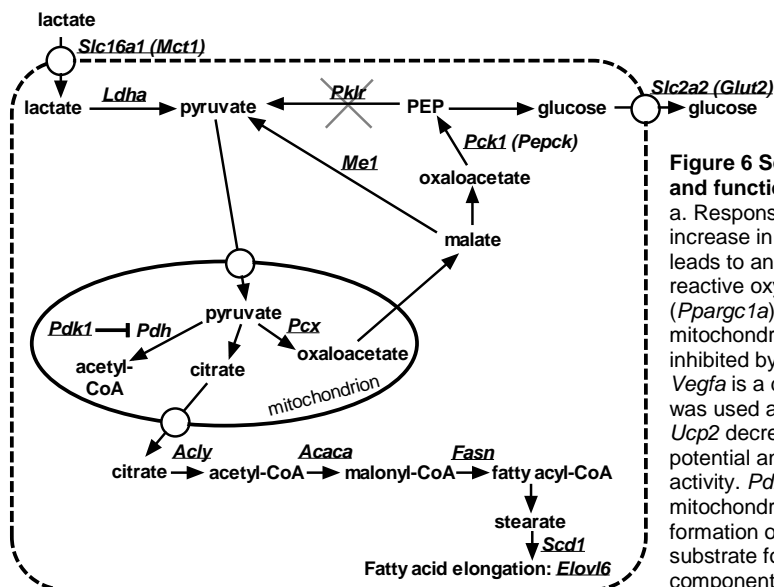 lactate
Slc16a1 (Mct1)
Slc2a2 (Glut2)
lactate
Ldha
pyruvate
Pklr
PEP
glucose
glucose
Pck1 (Pepck)
Me1
oxaloacetate
malate
pyruvate
Pdk1
Pdh
Pcx
acetyl-
CoA
citrate
oxaloacetate
mitochondrion
citrate
Acly
acetyl-CoA
Acaca
malonyl-CoA
Fasn
fatty acyl-CoA
stearate
Scd1
Fatty acid elongation: Elovl6
Figure 6 S
and functio
a. Respons
increase in
leads to an
reactive ox
(Ppargc1a)
mitochondr
inhibited by
Vegfa is a
was used a
Ucp2 decre
potential ar
activity. Pd
mitochondr
formation o
substrate fo
component